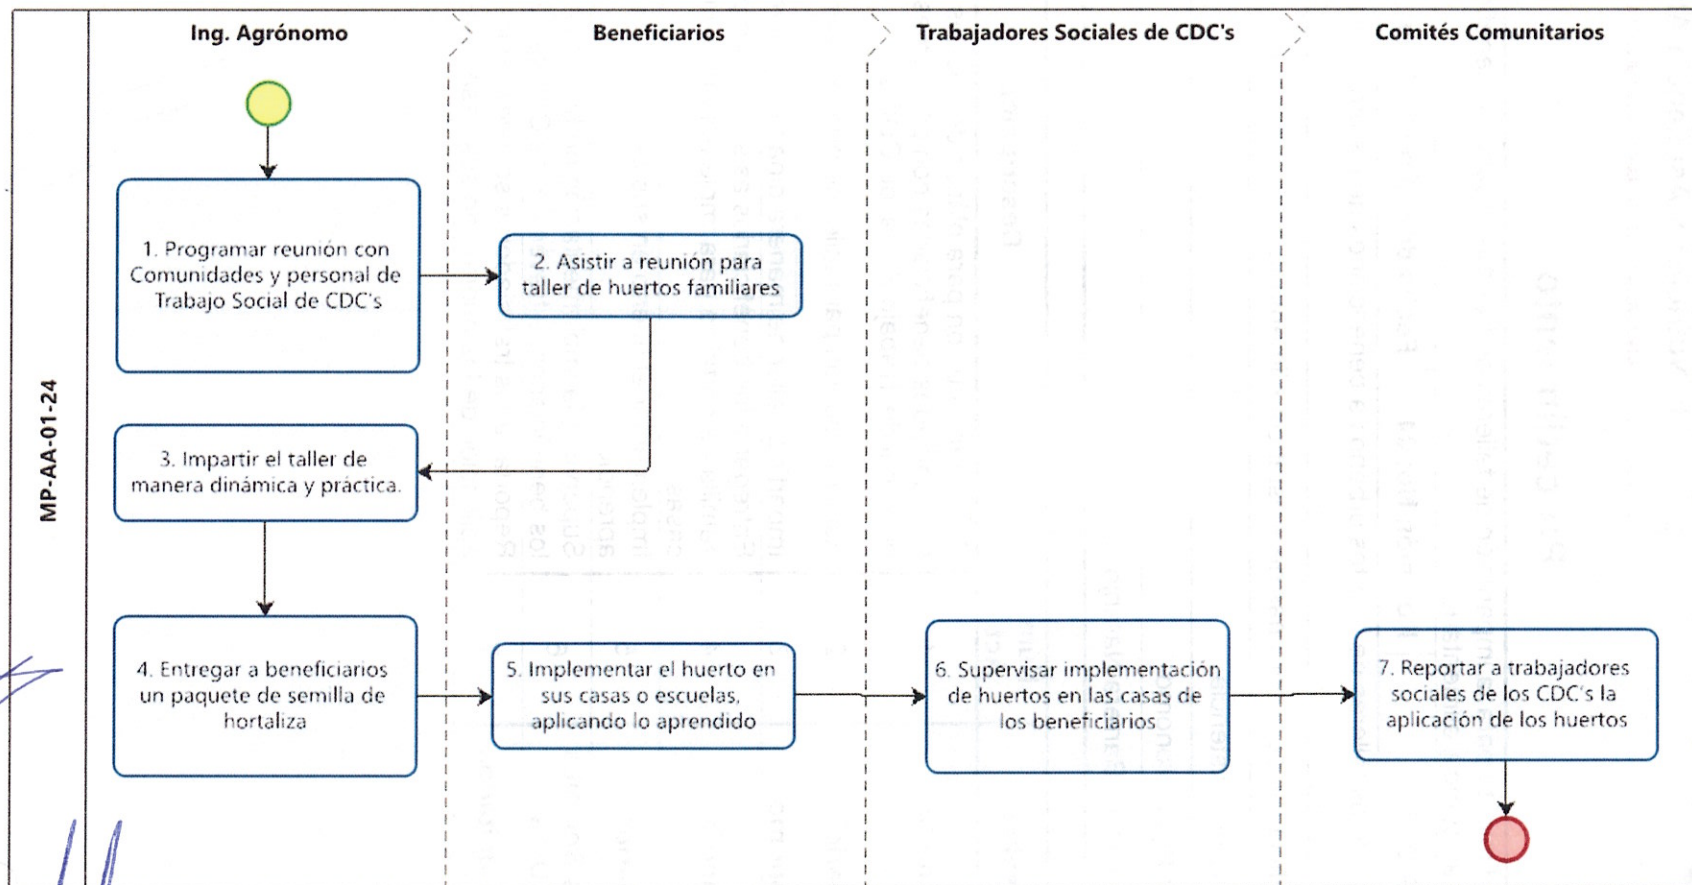 Ing. Agrónomo
Beneficiarios
Trabajadores Sociales de CDC's
Comités Comunitarios
MP-AA-01-24
1. Programar reunión con
Comunidades y personal de
Trabajo Social de CDC's
2. Asistir a reunión para
taller de huertos familiares
3. Impartir el taller de
manera dinámica y práctica.
4. Entregar a beneficiarios
un paquete de semilla de
hortaliza
5. Implementar el huerto en
sus casas o escuelas,
aplicando lo aprendido
6. Supervisar implementación
de huertos en las casas de
los beneficiarios
7. Reportar a trabajadores
sociales de los CDC's la
aplicación de los huertos